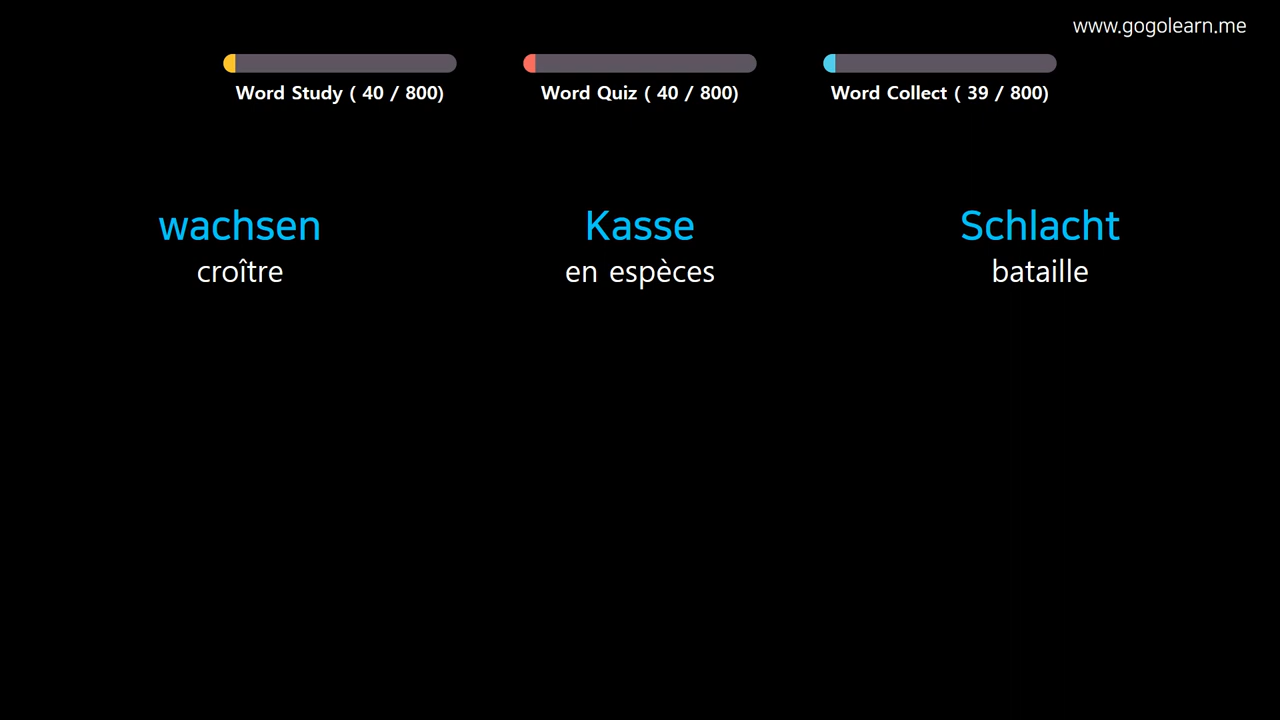 www.gogolearn.me
Word Study ( 40 / 800)
Word Quiz ( 40 / 800)
Word Collect ( 39 / 800)
wachsen
croître
Kasse
en espèces
Schlacht
bataille